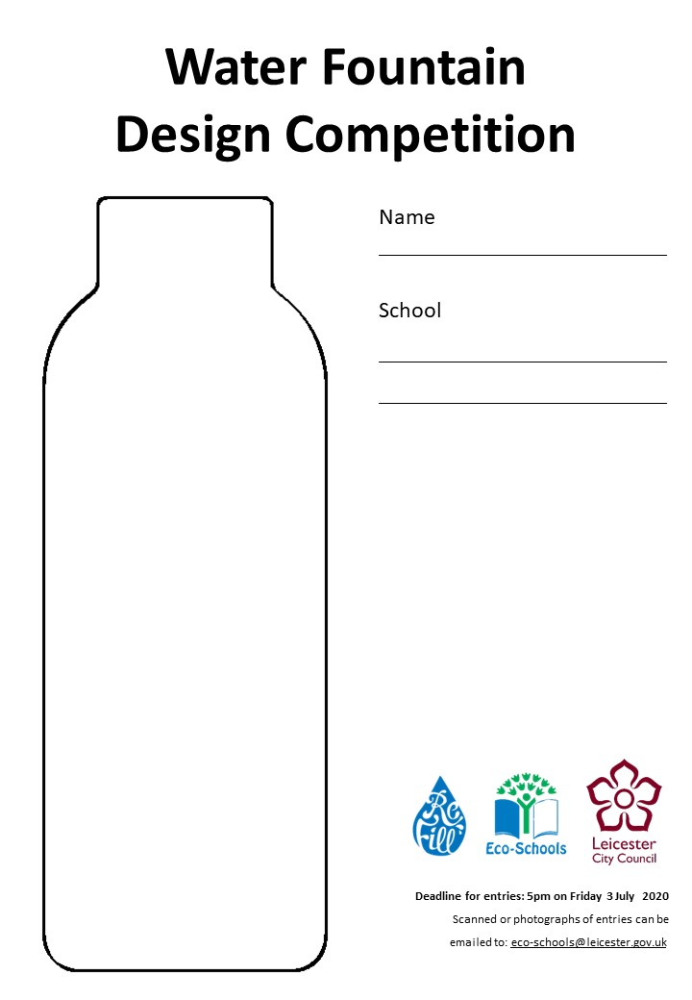 Water Fountain
Design Competition
Name
School
Re
Fill
Eco-Schools
Leicester
City Council
Deadline for entries: 5pm on Friday 3 July 2020
Scanned or photographs of entries can be
emailed to: eco-schools@leicester.gov.uk